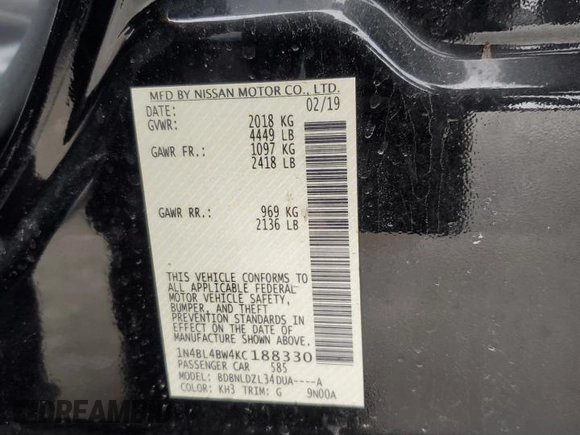 MFD BY NISSAN MOTOR CO., LTD.
DATE: 02/19
GVWR: 2018 KG
4449 LB
GAWR FR.: 1097 KG
2418 LB
GAWR RR.: 969 KG
2136 LB
THIS VEHICLE CONFORMS TO
ALL APPLICABLE FEDERAL
MOTOR VEHICLE SAFETY,
BUMPER, AND THEFT
PREVENTION STANDARDS IN
EFFECT ON THE DATE OF
MANUFACTURE SHOWN ABOVE.
1N4BL4BW4KC188330
PASSENGER CAR 585
MODEL: BDBNLDZL34DUA----A
COLOR: KH3 TRIM: G 9N00A